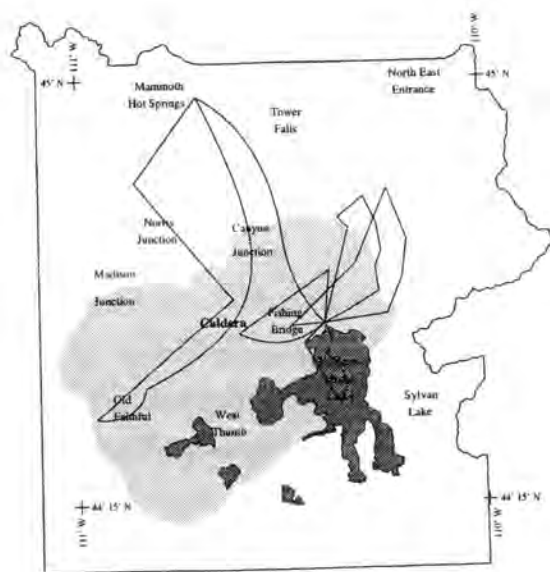 111° W
110° W
45° N
45° N
North East
Entrance
Mammoth
Hot Springs
Tower
Falls
Norris
Junction
Canyon
Junction
Madison
Junction
Caldera
Fishing
Bridge
Lake
Old
Faithful
West
Thumb
Sylvan
Lake
44° 15' N
44° 15' N
111° W
110° W